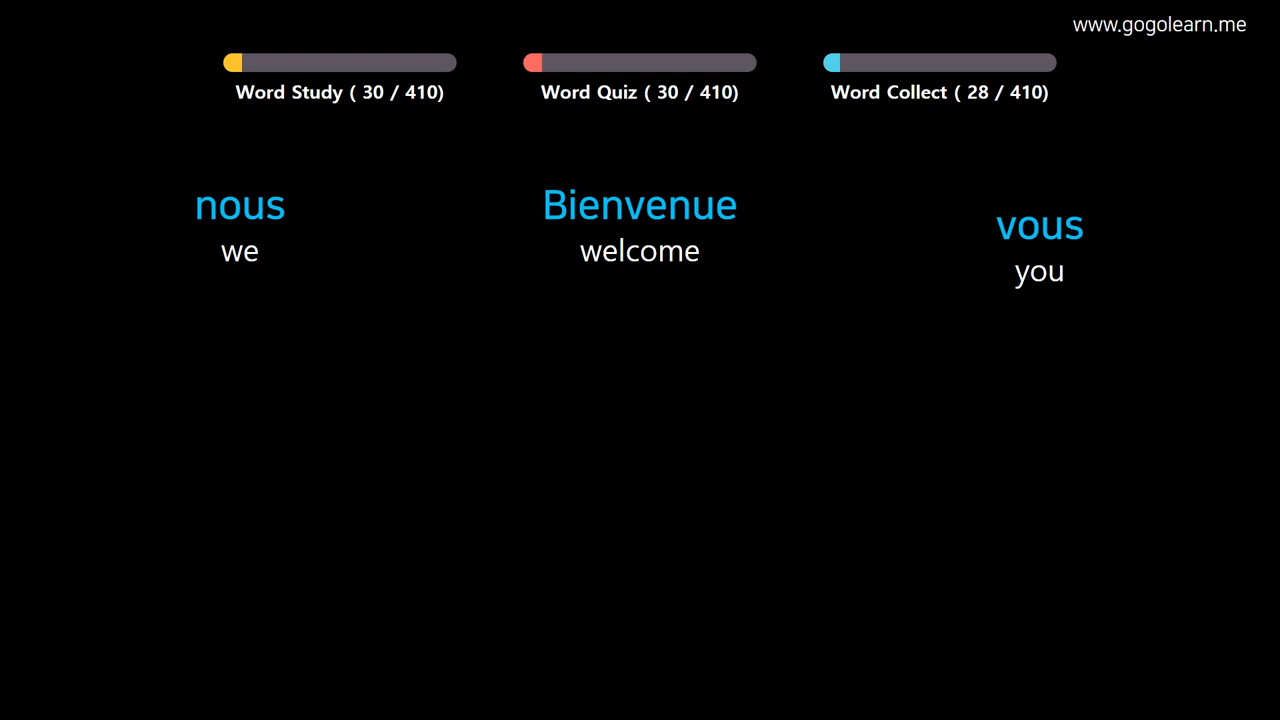 www.gogolearn.me
Word Study ( 30 / 410)
Word Quiz ( 30 / 410)
Word Collect ( 28 / 410)
nous
we
Bienvenue
welcome
vous
you